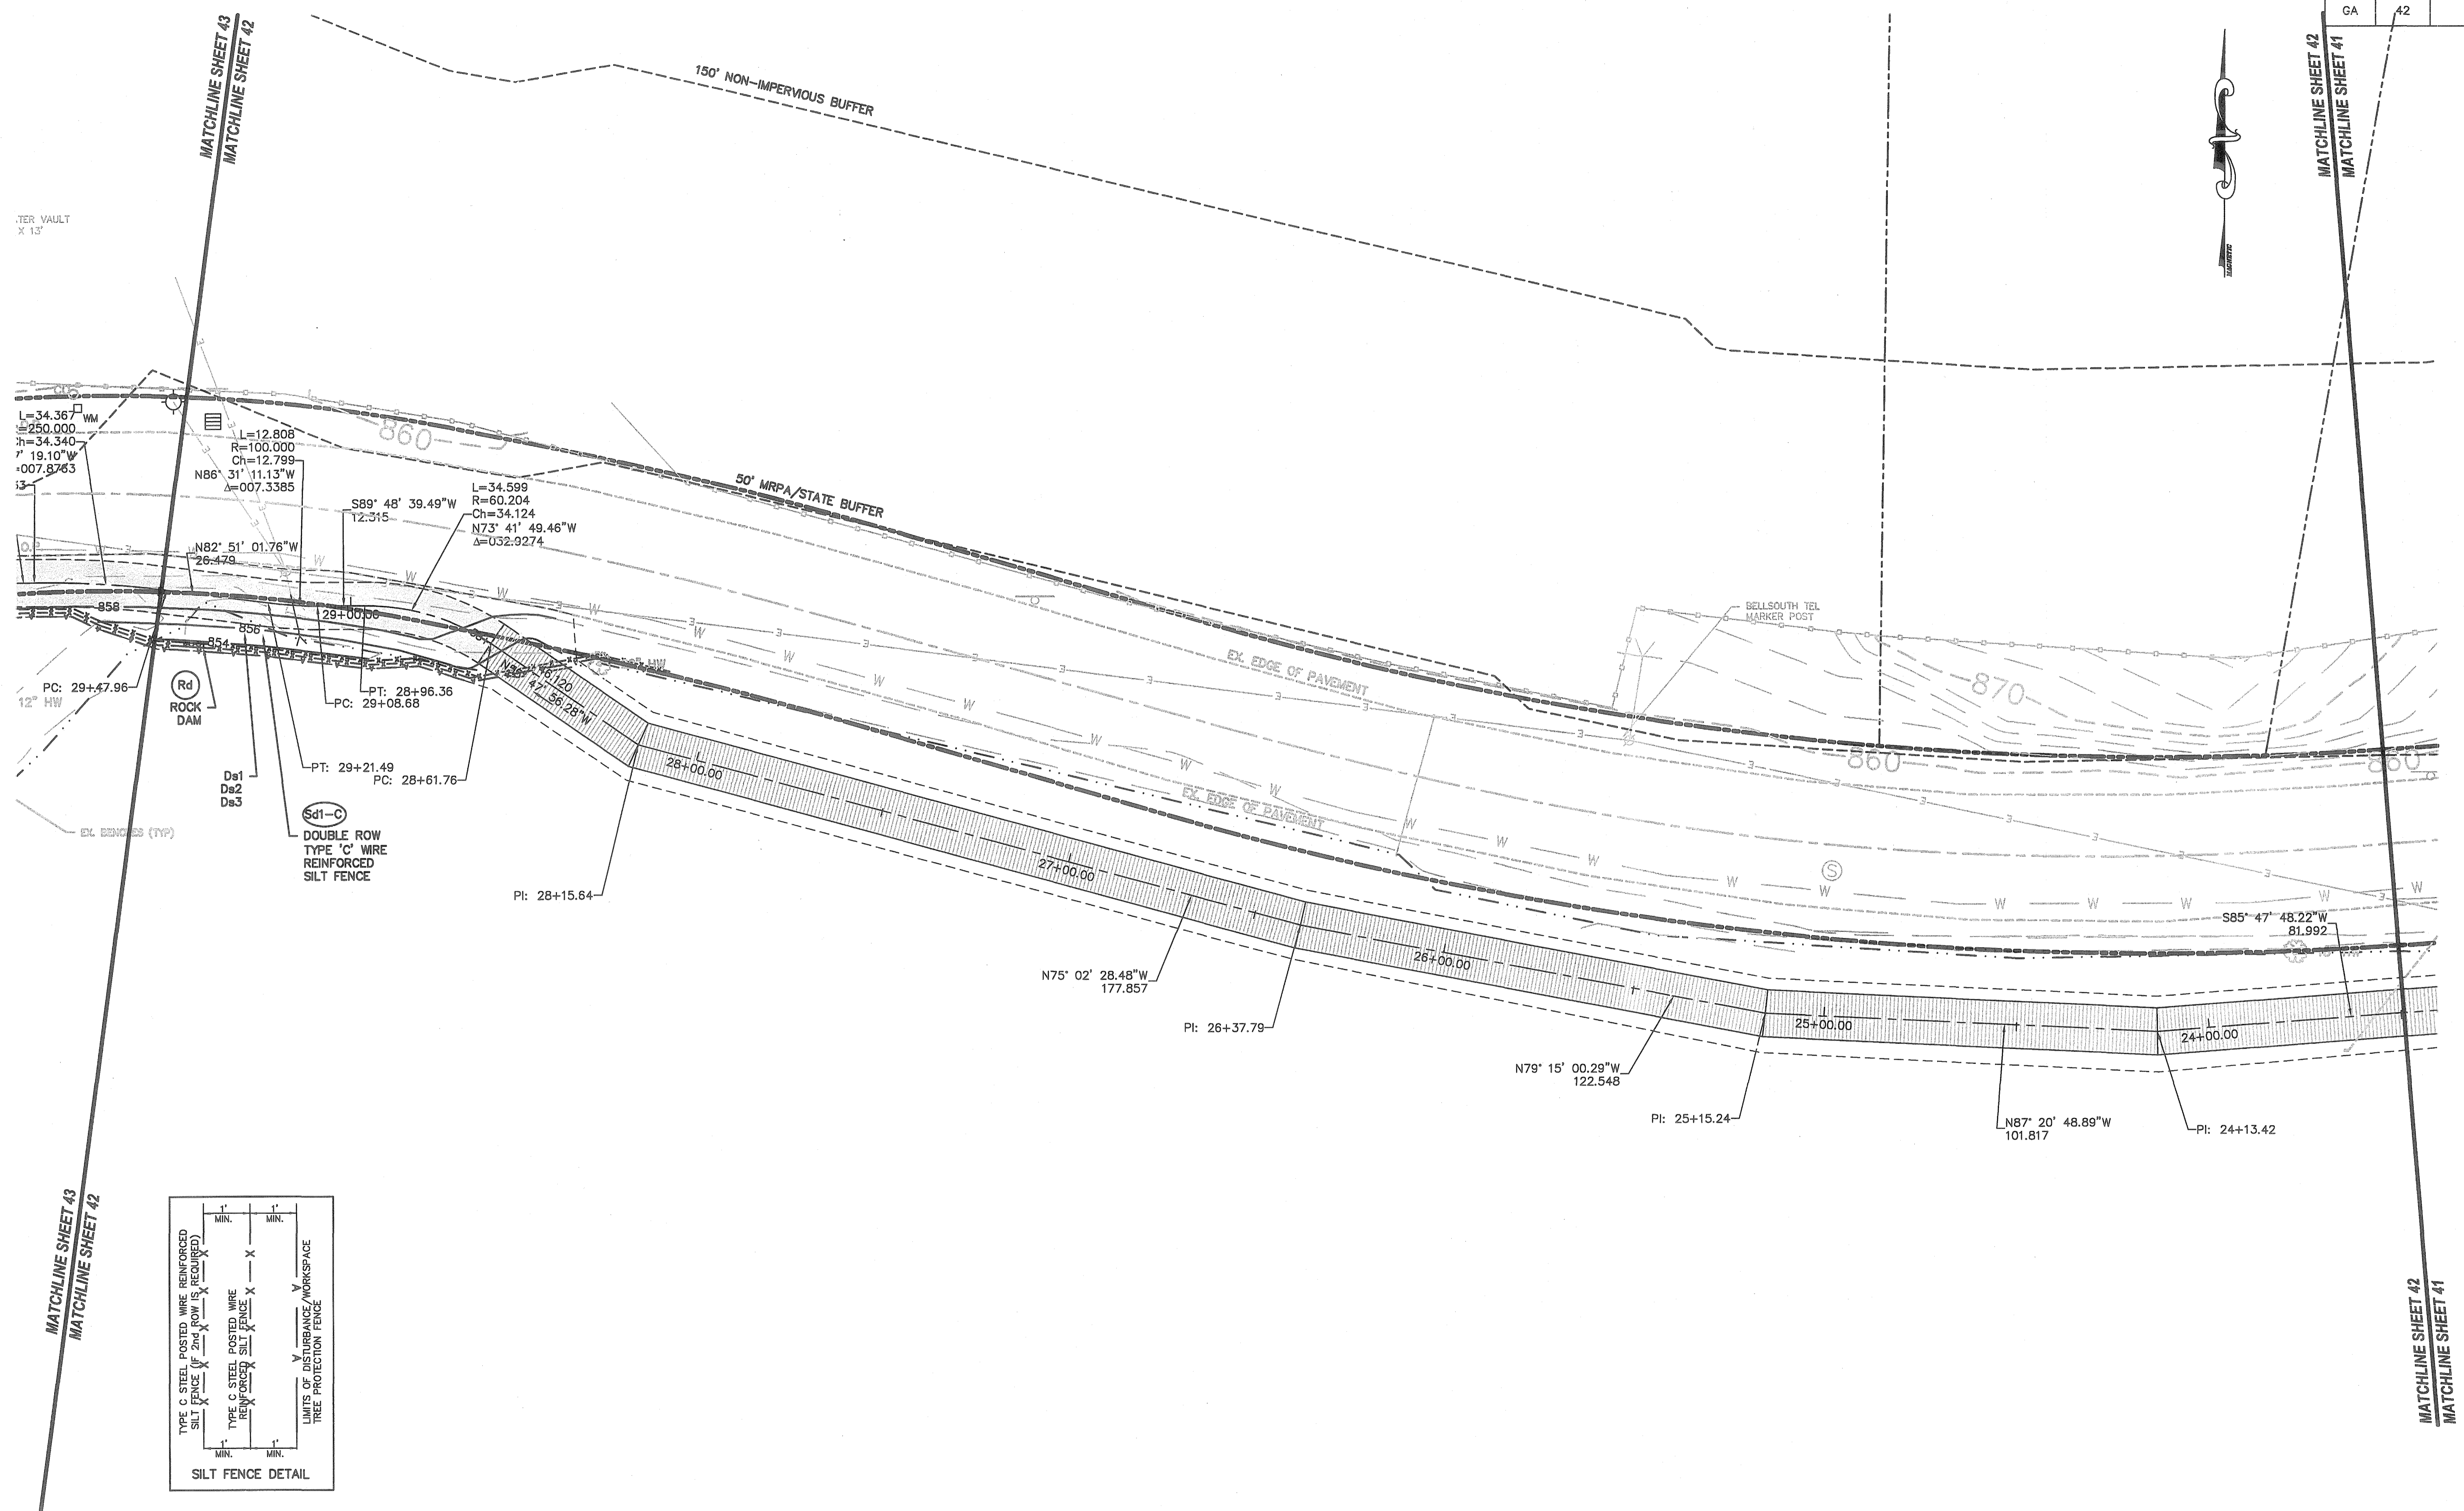 GA 42
MATCHLINE SHEET 43
MATCHLINE SHEET 42
MATCHLINE SHEET 42
MATCHLINE SHEET 41
150' NON-IMPERVIOUS BUFFER
MAGNETIC
TER VAULT
X 13'
L=34.367
=250.000
Ch=34.340
7' 19.10"W
=007.8763
WM
860
L=12.808
R=100.000
Ch=12.799
N86° 31' 11.13"W
Δ=007.3385
S89° 48' 39.49"W
12.315
L=34.599
R=60.204
Ch=34.124
N73° 41' 49.46"W
Δ=032.9274
50' MRPA/STATE BUFFER
N82° 51' 01.76"W
26.479
858
856
854
29+00.00
BELLSOUTH TEL
MARKER POST
EX. EDGE OF PAVEMENT
870
860
860
HW
46.120
47' 56.28"W
PC: 29+47.96
12" HW
Rd
ROCK
DAM
PT: 28+96.36
PC: 29+08.68
PT: 29+21.49
PC: 28+61.76
Ds1
Ds2
Ds3
Sd1-C
DOUBLE ROW
TYPE 'C' WIRE
REINFORCED
SILT FENCE
EX. BENCHES (TYP)
28+00.00
EX. EDGE OF PAVEMENT
27+00.00
PI: 28+15.64
S
S85° 47' 48.22"W
81.992
26+00.00
N75° 02' 28.48"W
177.857
PI: 26+37.79
25+00.00
24+00.00
N79° 15' 00.29"W
122.548
PI: 25+15.24
N87° 20' 48.89"W
101.817
PI: 24+13.42
MATCHLINE SHEET 43
MATCHLINE SHEET 42
MATCHLINE SHEET 42
MATCHLINE SHEET 41
1'
MIN.
1'
MIN.
TYPE C STEEL POSTED WIRE REINFORCED
SILT FENCE (IF 2nd ROW IS REQUIRED)
TYPE C STEEL POSTED WIRE
REINFORCED SILT FENCE
LIMITS OF DISTURBANCE/WORKSPACE
TREE PROTECTION FENCE
1'
MIN.
1'
MIN.
SILT FENCE DETAIL